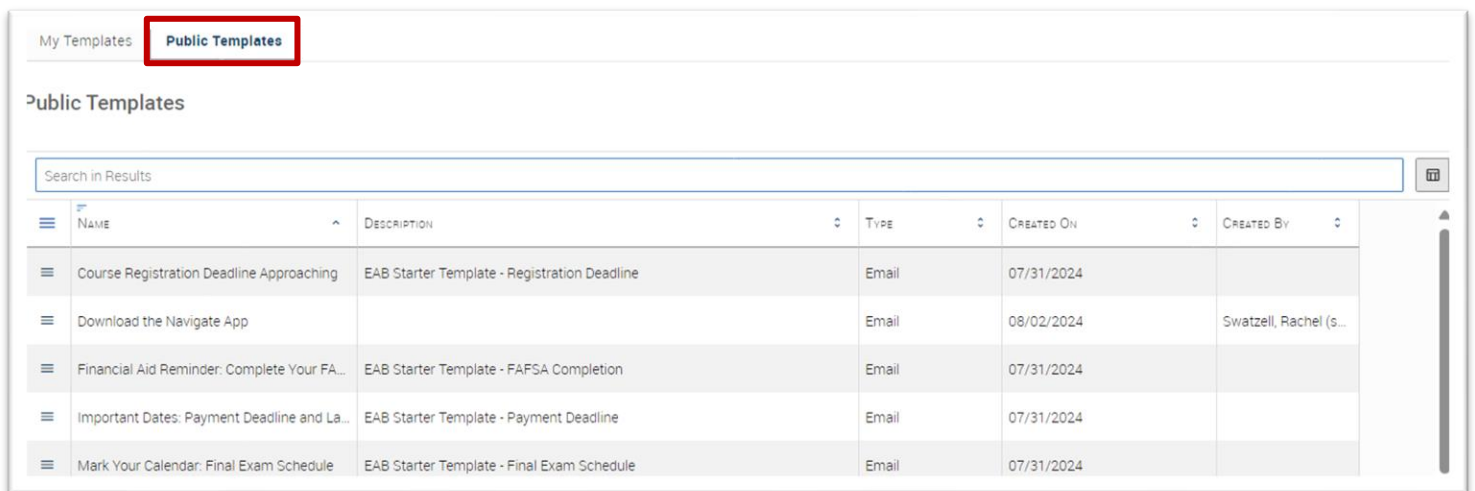 My Templates Public Templates
Public Templates
Search in Results
NAME DESCRIPTION TYPE CREATED ON CREATED BY
Course Registration Deadline Approaching EAB Starter Template - Registration Deadline Email 07/31/2024
Download the Navigate App Email 08/02/2024 Swatzell, Rachel (s...
Financial Aid Reminder: Complete Your FA... EAB Starter Template - FAFSA Completion Email 07/31/2024
Important Dates: Payment Deadline and La... EAB Starter Template - Payment Deadline Email 07/31/2024
Mark Your Calendar: Final Exam Schedule EAB Starter Template - Final Exam Schedule Email 07/31/2024